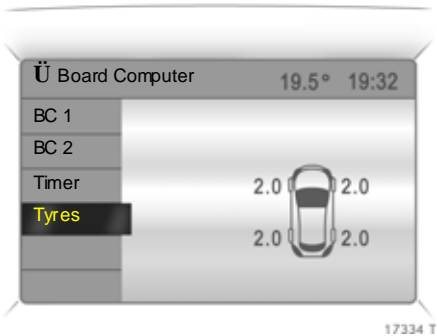 Ü Board Computer 19.5° 19:32
BC 1
BC 2
Timer
Tyres
2.0 2.0
2.0 2.0
17334 T